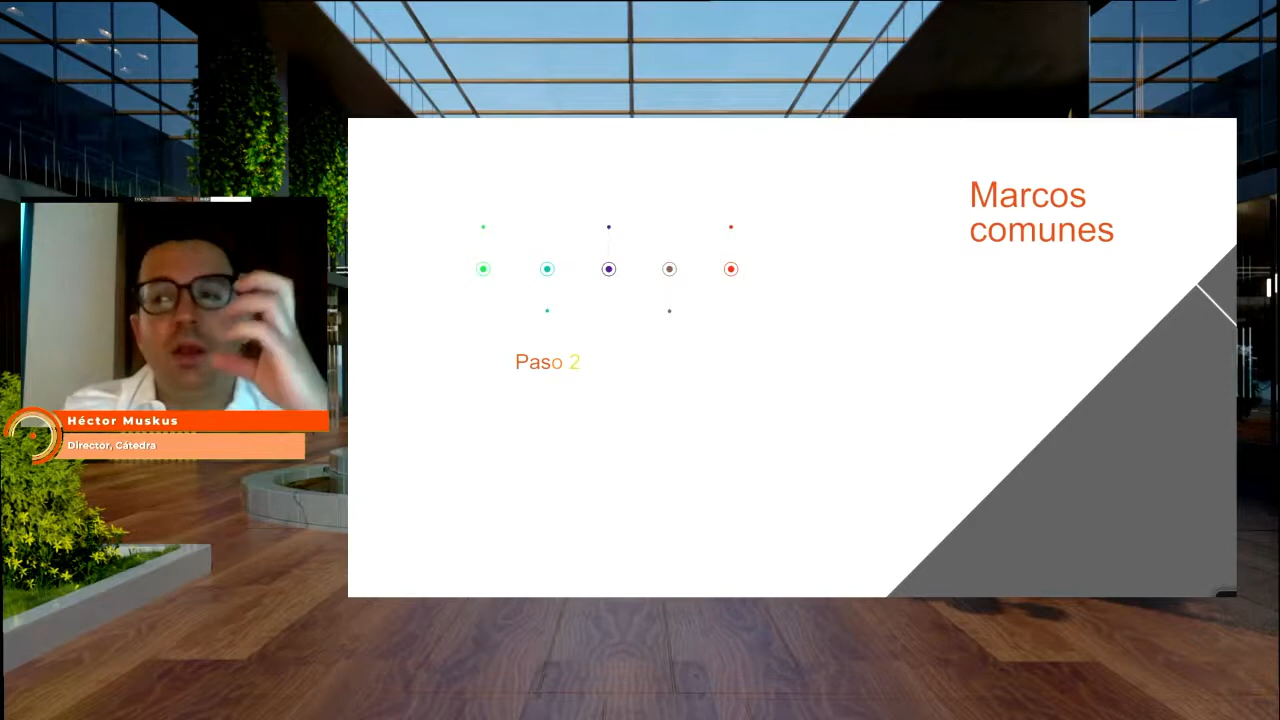 Marcos
comunes
Paso 2
Héctor Muskus
Director, Cátedra